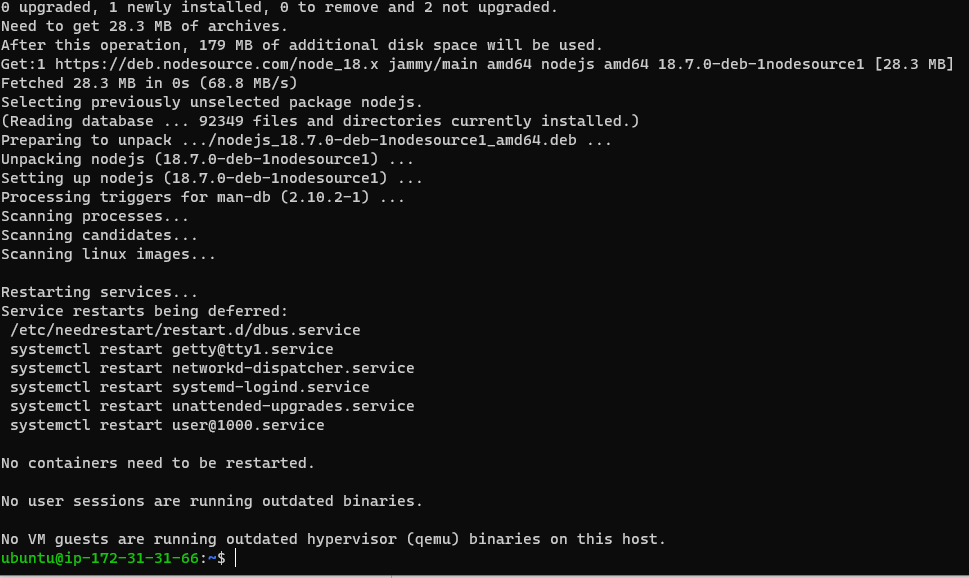 0 upgraded, 1 newly installed, 0 to remove and 2 not upgraded.
Need to get 28.3 MB of archives.
After this operation, 179 MB of additional disk space will be used.
Get:1 https://deb.nodesource.com/node_18.x jammy/main amd64 nodejs amd64 18.7.0-deb-1nodesource1 [28.3 MB]
Fetched 28.3 MB in 0s (68.8 MB/s)
Selecting previously unselected package nodejs.
(Reading database ... 92349 files and directories currently installed.)
Preparing to unpack .../nodejs_18.7.0-deb-1nodesource1_amd64.deb ...
Unpacking nodejs (18.7.0-deb-1nodesource1) ...
Setting up nodejs (18.7.0-deb-1nodesource1) ...
Processing triggers for man-db (2.10.2-1) ...
Scanning processes...
Scanning candidates...
Scanning linux images...
Restarting services...
Service restarts being deferred:
 /etc/needrestart/restart.d/dbus.service
 systemctl restart getty@tty1.service
 systemctl restart networkd-dispatcher.service
 systemctl restart systemd-logind.service
 systemctl restart unattended-upgrades.service
 systemctl restart user@1000.service
No containers need to be restarted.
No user sessions are running outdated binaries.
No VM guests are running outdated hypervisor (qemu) binaries on this host.
ubuntu@ip-172-31-31-66:~$